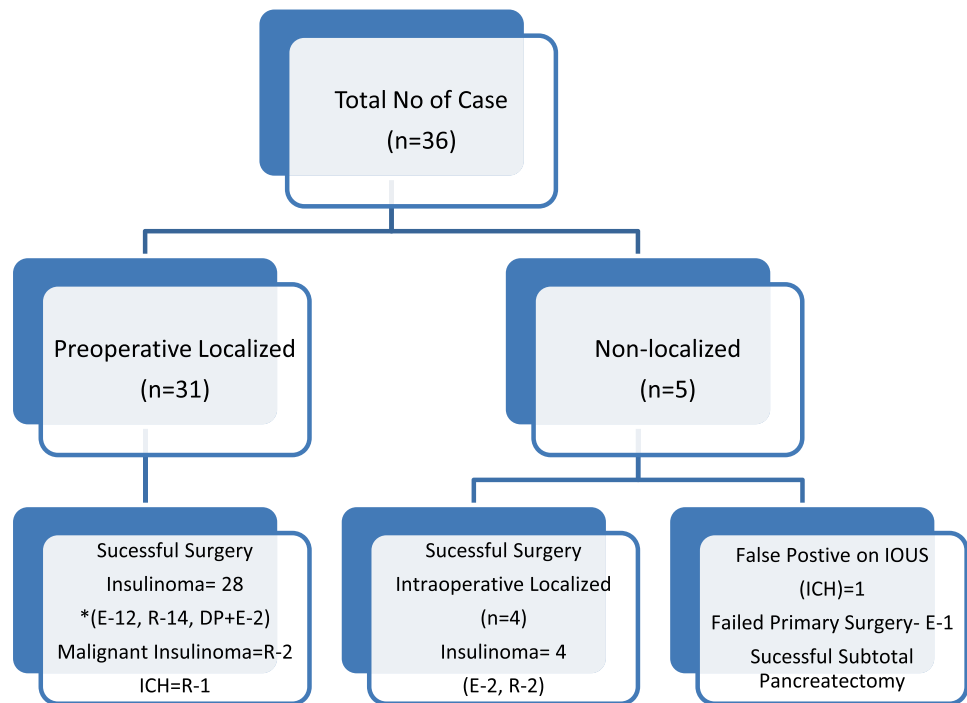 Total No of Case
(n=36)
Preoperative Localized
(n=31)
Non-localized
(n=5)
Sucessful Surgery
Insulinoma= 28
*(E-12, R-14, DP+E-2)
Malignant Insulinoma=R-2
ICH=R-1
Sucessful Surgery
Intraoperative Localized
(n=4)
Insulinoma= 4
(E-2, R-2)
False Postive on IOUS
(ICH)=1
Failed Primary Surgery- E-1
Sucessful Subtotal
Pancreatectomy